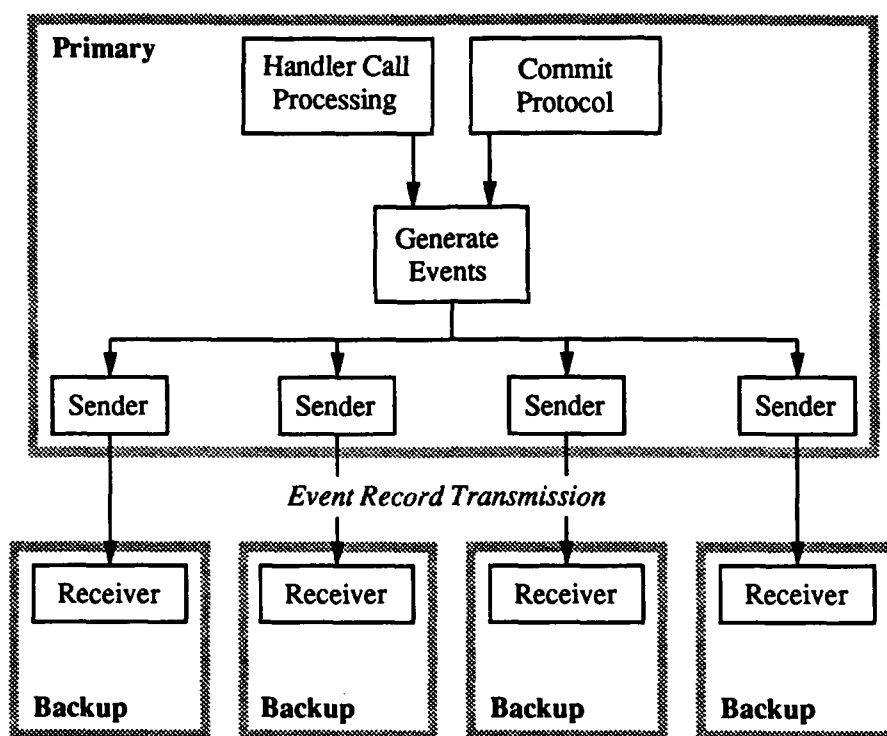 Primary
Handler Call
Processing
Commit
Protocol
Generate
Events
Sender
Sender
Sender
Sender
Event Record Transmission
Receiver
Receiver
Receiver
Receiver
Backup
Backup
Backup
Backup